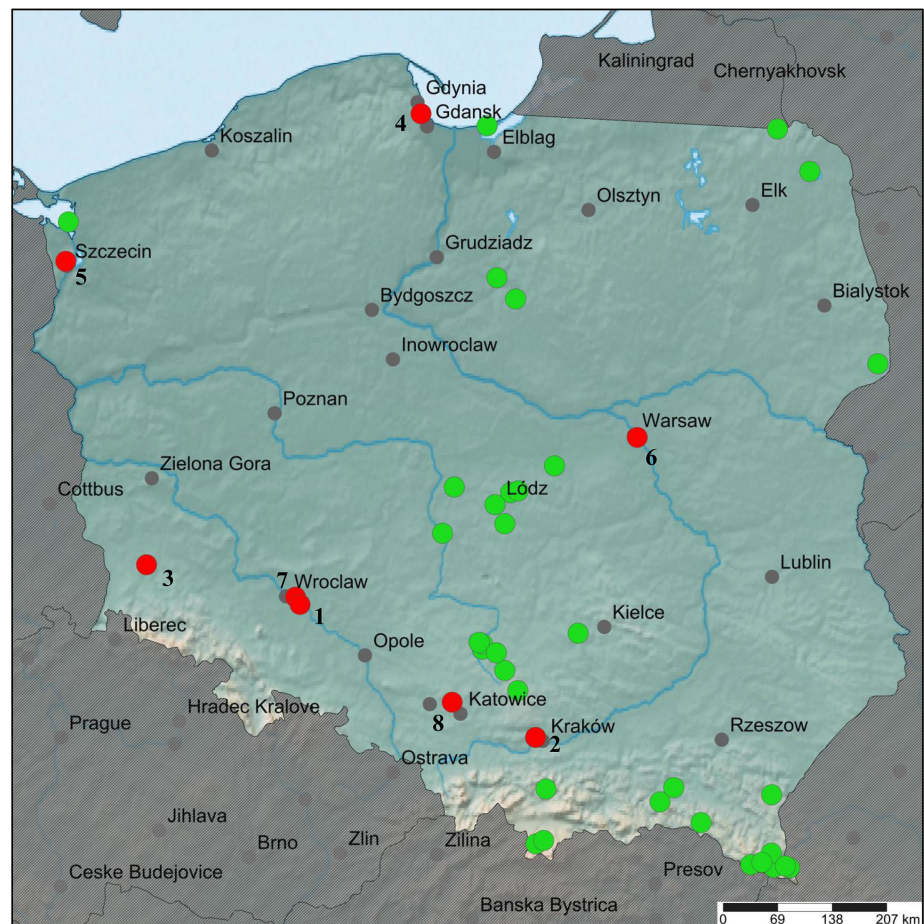 Kaliningrad
Chernyakhovsk
Gdynia
Gdansk
4
Koszalin
Elblag
Olsztyn
Elk
Szczecin
5
Grudziadz
Bydgoszcz
Bialystok
Inowroclaw
Poznan
Warsaw
6
Zielona Gora
Cottbus
Lódz
3
7
Wroclaw
1
Lublin
Liberec
Kielce
Opole
Hradec Kralove
Katowice
8
Prague
Kraków
2
Rzeszow
Ostrava
Jihlava
Brno
Zlin
Zilina
Ceske Budejovice
Presov
Banska Bystrica
0 69 138 207 km